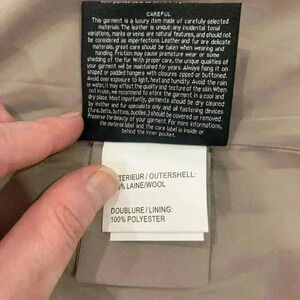 CAREFUL
This garment is a luxury item made of carefully selected
materials. The leather is unique: any incidental tonal
variations, marks or veins are natural features, and should not
be considered as imperfections. Leather and fur are delicate
materials, great care should be taken when wearing and
handling. Friction may cause premature wear or some
shedding of the fur. With proper care, the unique qualities of
your garment will be maintained for years. Always hang it on
shaped or padded hangers with closures zipped or buttoned.
Avoid over exposure to light, heat and humidity, or rain and
water, it may affect the quality and texture of the skin. When
not in use, we recommend to store the garment in a cool and
dry place. Most importantly, garments should be dry cleaned
by leather and fur specialists only and all fastening devices
should be covered or removed.
Preserve the beauty of your garment. For more informations,
the material label and the care label is inside or
behind the inner pocket.
TERIEUR / OUTERSHELL:
% LAINE/WOOL
DOUBLURE / LINING:
100% POLYESTER